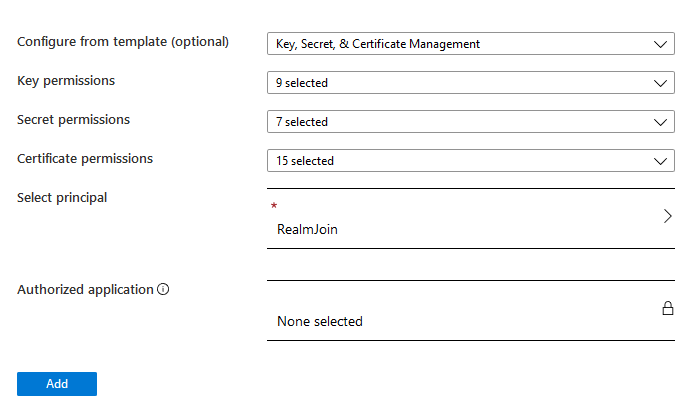 Configure from template (optional)
Key, Secret, & Certificate Management
Key permissions
9 selected
Secret permissions
7 selected
Certificate permissions
15 selected
Select principal
*
RealmJoin
Authorized application
None selected
Add